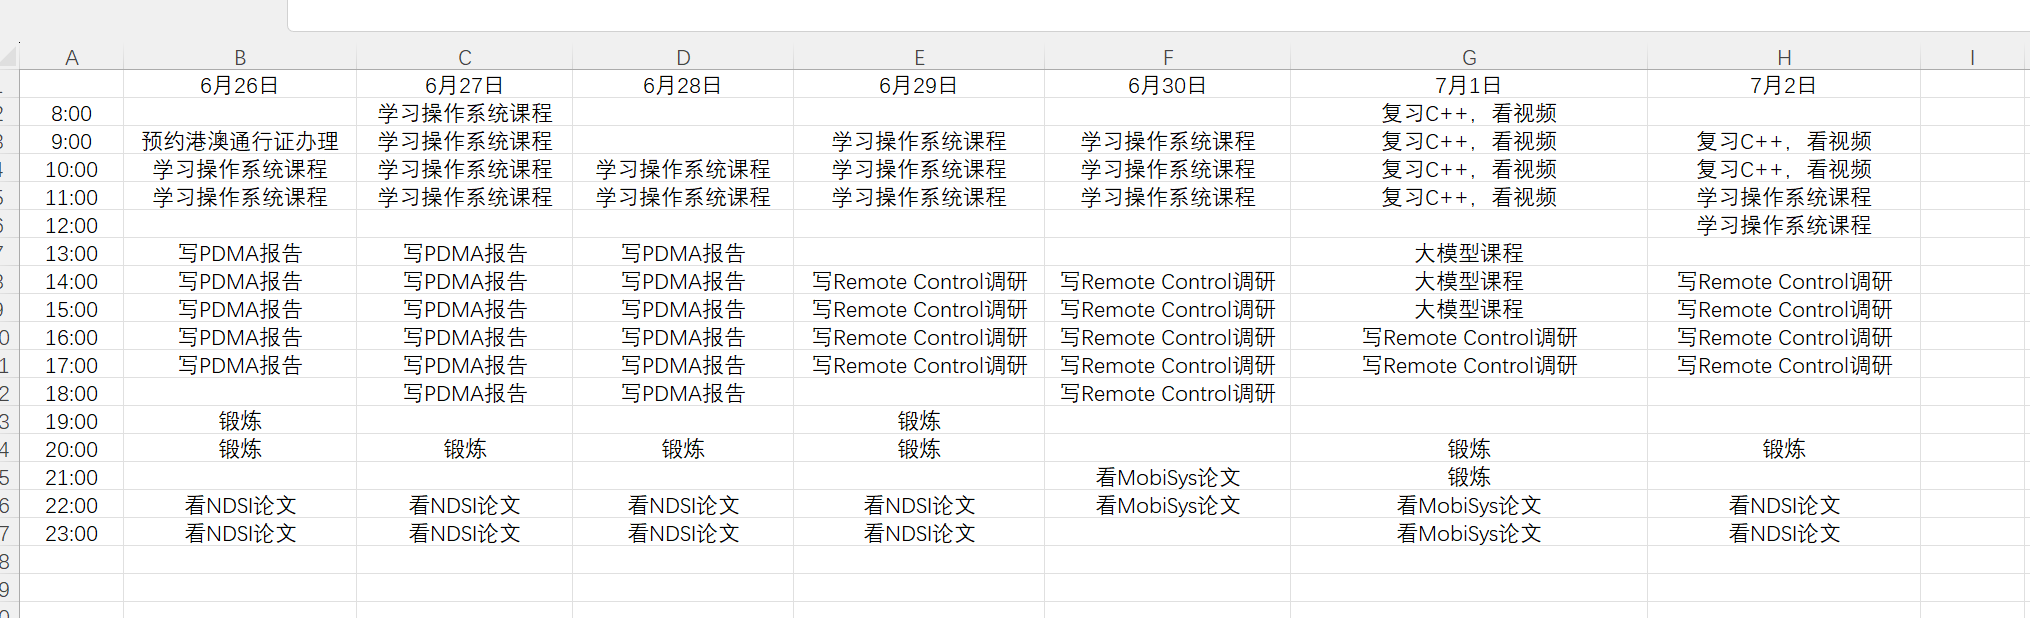 A B C D E F G H I
6月26日 6月27日 6月28日 6月29日 6月30日 7月1日 7月2日
8:00 学习操作系统课程 复习C++，看视频
9:00 预约港澳通行证办理 学习操作系统课程 学习操作系统课程 学习操作系统课程 复习C++，看视频 复习C++，看视频
10:00 学习操作系统课程 学习操作系统课程 学习操作系统课程 学习操作系统课程 学习操作系统课程 复习C++，看视频 复习C++，看视频
11:00 学习操作系统课程 学习操作系统课程 学习操作系统课程 学习操作系统课程 学习操作系统课程 复习C++，看视频 学习操作系统课程
12:00 学习操作系统课程
13:00 写PDMA报告 写PDMA报告 写PDMA报告 大模型课程
14:00 写PDMA报告 写PDMA报告 写PDMA报告 写Remote Control调研 写Remote Control调研 大模型课程 写Remote Control调研
15:00 写PDMA报告 写PDMA报告 写PDMA报告 写Remote Control调研 写Remote Control调研 大模型课程 写Remote Control调研
16:00 写PDMA报告 写PDMA报告 写PDMA报告 写Remote Control调研 写Remote Control调研 写Remote Control调研 写Remote Control调研
17:00 写PDMA报告 写PDMA报告 写PDMA报告 写Remote Control调研 写Remote Control调研 写Remote Control调研 写Remote Control调研
18:00 写PDMA报告 写PDMA报告 写Remote Control调研
19:00 锻炼 锻炼
20:00 锻炼 锻炼 锻炼 锻炼 锻炼 锻炼
21:00 看MobiSys论文 锻炼
22:00 看NDSI论文 看NDSI论文 看NDSI论文 看NDSI论文 看MobiSys论文 看MobiSys论文 看NDSI论文
23:00 看NDSI论文 看NDSI论文 看NDSI论文 看NDSI论文 看MobiSys论文 看NDSI论文